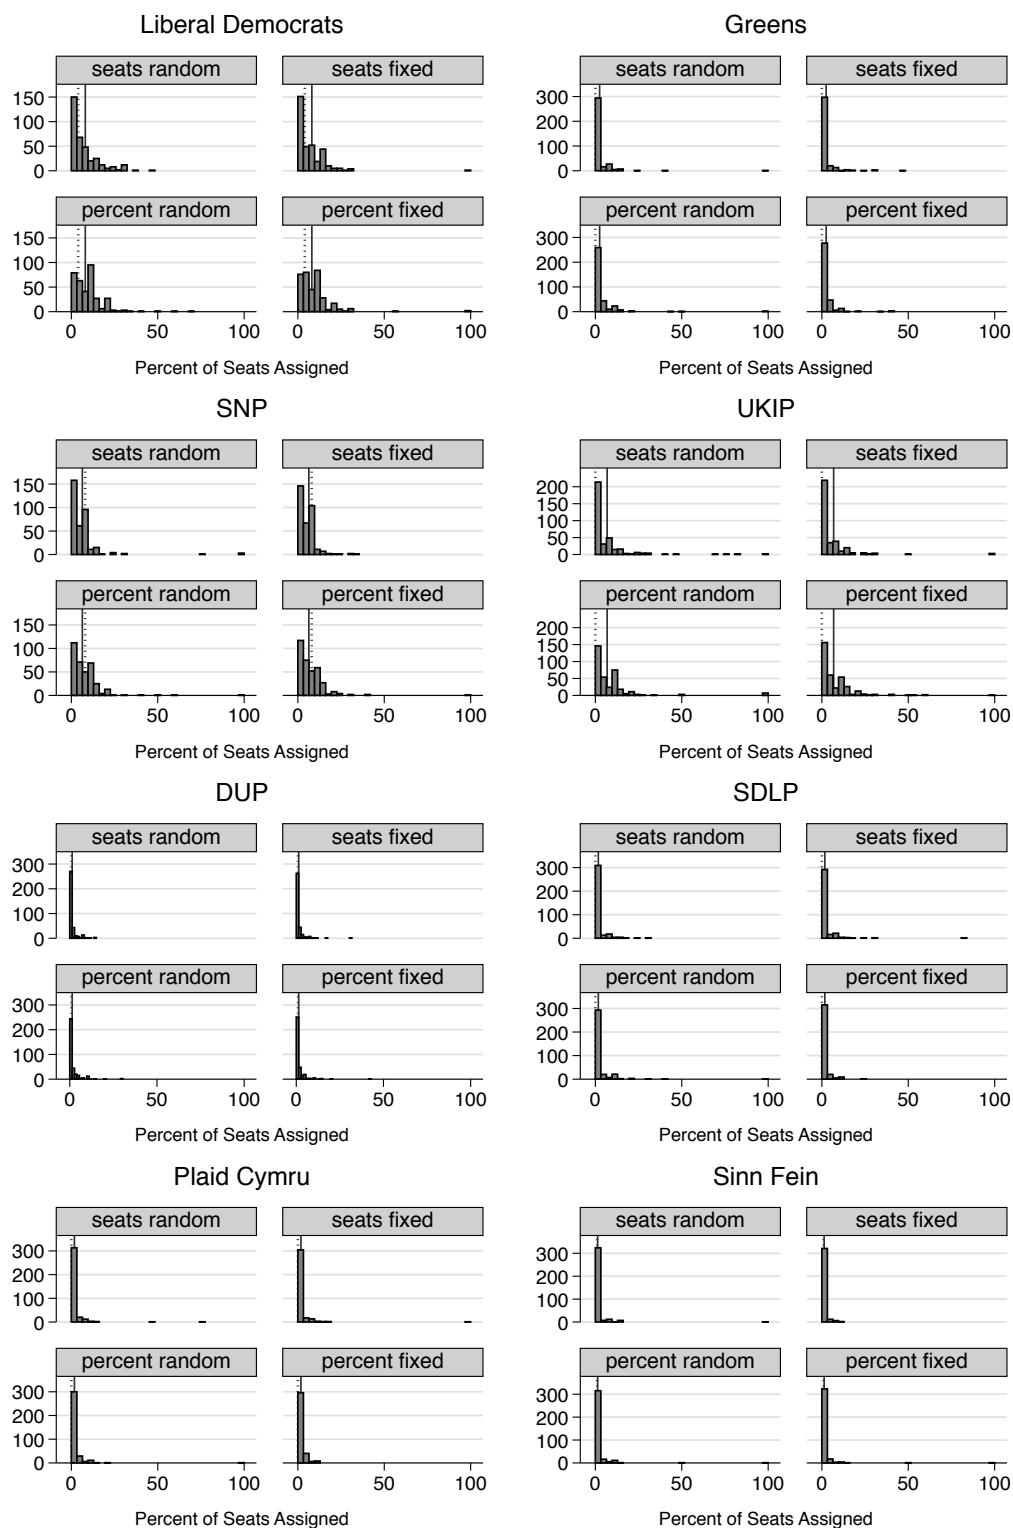 Liberal Democrats Greens
seats random seats fixed seats random seats fixed
150 300
100 200
50 100
0 0
percent random percent fixed percent random percent fixed
150 300
100 200
50 100
0 0
0 50 100 0 50 100 0 50 100 0 50 100
Percent of Seats Assigned Percent of Seats Assigned
SNP UKIP
seats random seats fixed seats random seats fixed
150 200
100 150
50 100
0 50
0
percent random percent fixed percent random percent fixed
150 200
100 150
50 100
0 50
0
0 50 100 0 50 100 0 50 100 0 50 100
Percent of Seats Assigned Percent of Seats Assigned
DUP SDLP
seats random seats fixed seats random seats fixed
300 300
200 200
100 100
0 0
percent random percent fixed percent random percent fixed
300 300
200 200
100 100
0 0
0 50 100 0 50 100 0 50 100 0 50 100
Percent of Seats Assigned Percent of Seats Assigned
Plaid Cymru Sinn Fein
seats random seats fixed seats random seats fixed
300 300
200 200
100 100
0 0
percent random percent fixed percent random percent fixed
300 300
200 200
100 100
0 0
0 50 100 0 50 100 0 50 100 0 50 100
Percent of Seats Assigned Percent of Seats Assigned